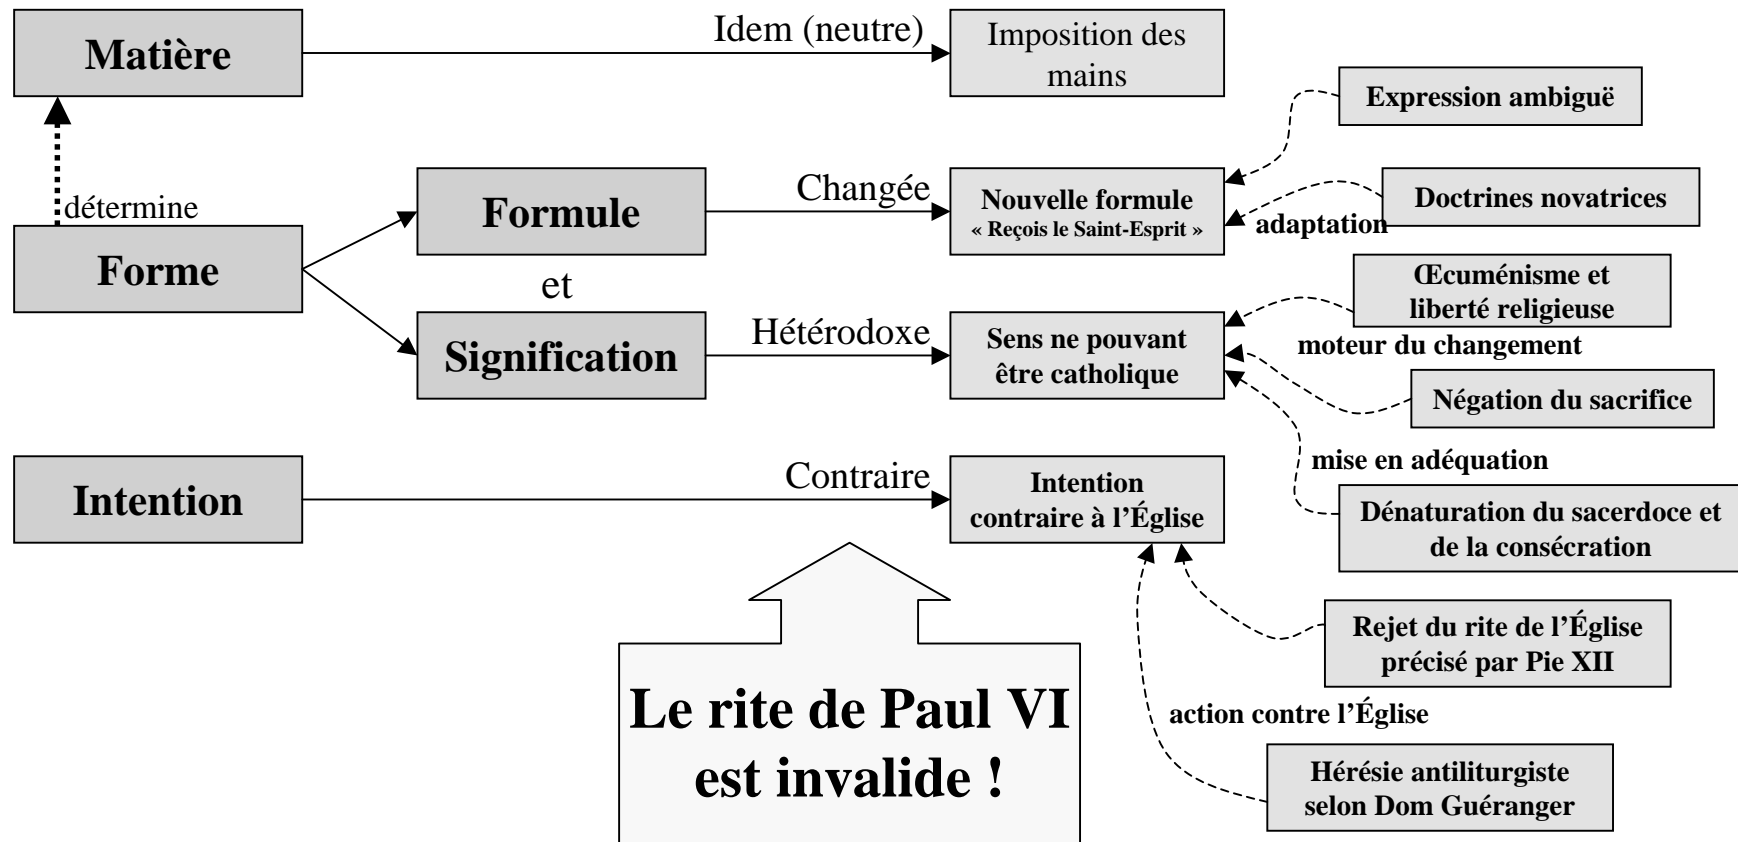 Matière
Idem (neutre)
Imposition des
mains
Expression ambiguë
détermine
Forme
Formule
Changée
Nouvelle formule
« Reçois le Saint-Esprit »
adaptation
Doctrines novatrices
et
Signification
Hétérodoxe
Sens ne pouvant
être catholique
Œcuménisme et
liberté religieuse
moteur du changement
Négation du sacrifice
mise en adéquation
Dénaturation du sacerdoce et
de la consécration
Intention
Contraire
Intention
contraire à l’Église
Rejet du rite de l’Église
précisé par Pie XII
action contre l’Église
Hérésie antiliturgiste
selon Dom Guéranger
Le rite de Paul VI
est invalide !